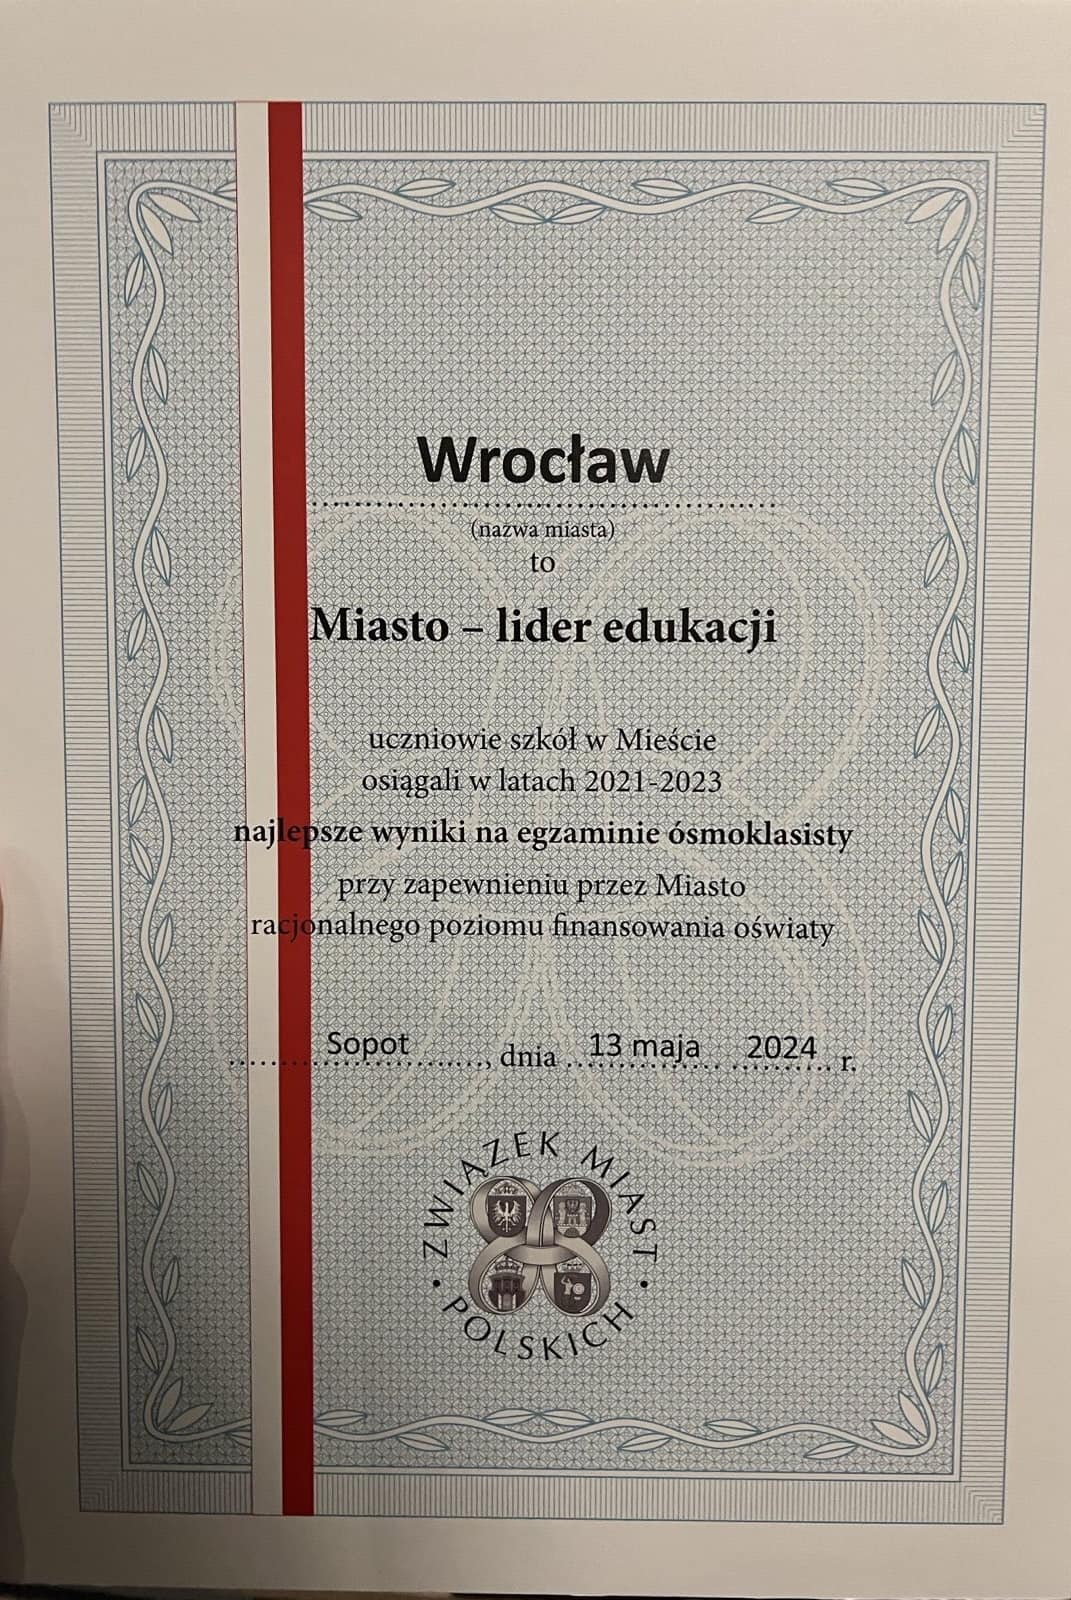 Wrocław
(nazwa miasta)
to
Miasto – lider edukacji
uczniowie szkół w Mieście
osiągali w latach 2021-2023
najlepsze wyniki na egzaminie ósmoklasisty
przy zapewnieniu przez Miasto
racjonalnego poziomu finansowania oświaty
Sopot, dnia 13 maja 2024 r.
ZWIĄZEK MIAST
POLSKICH